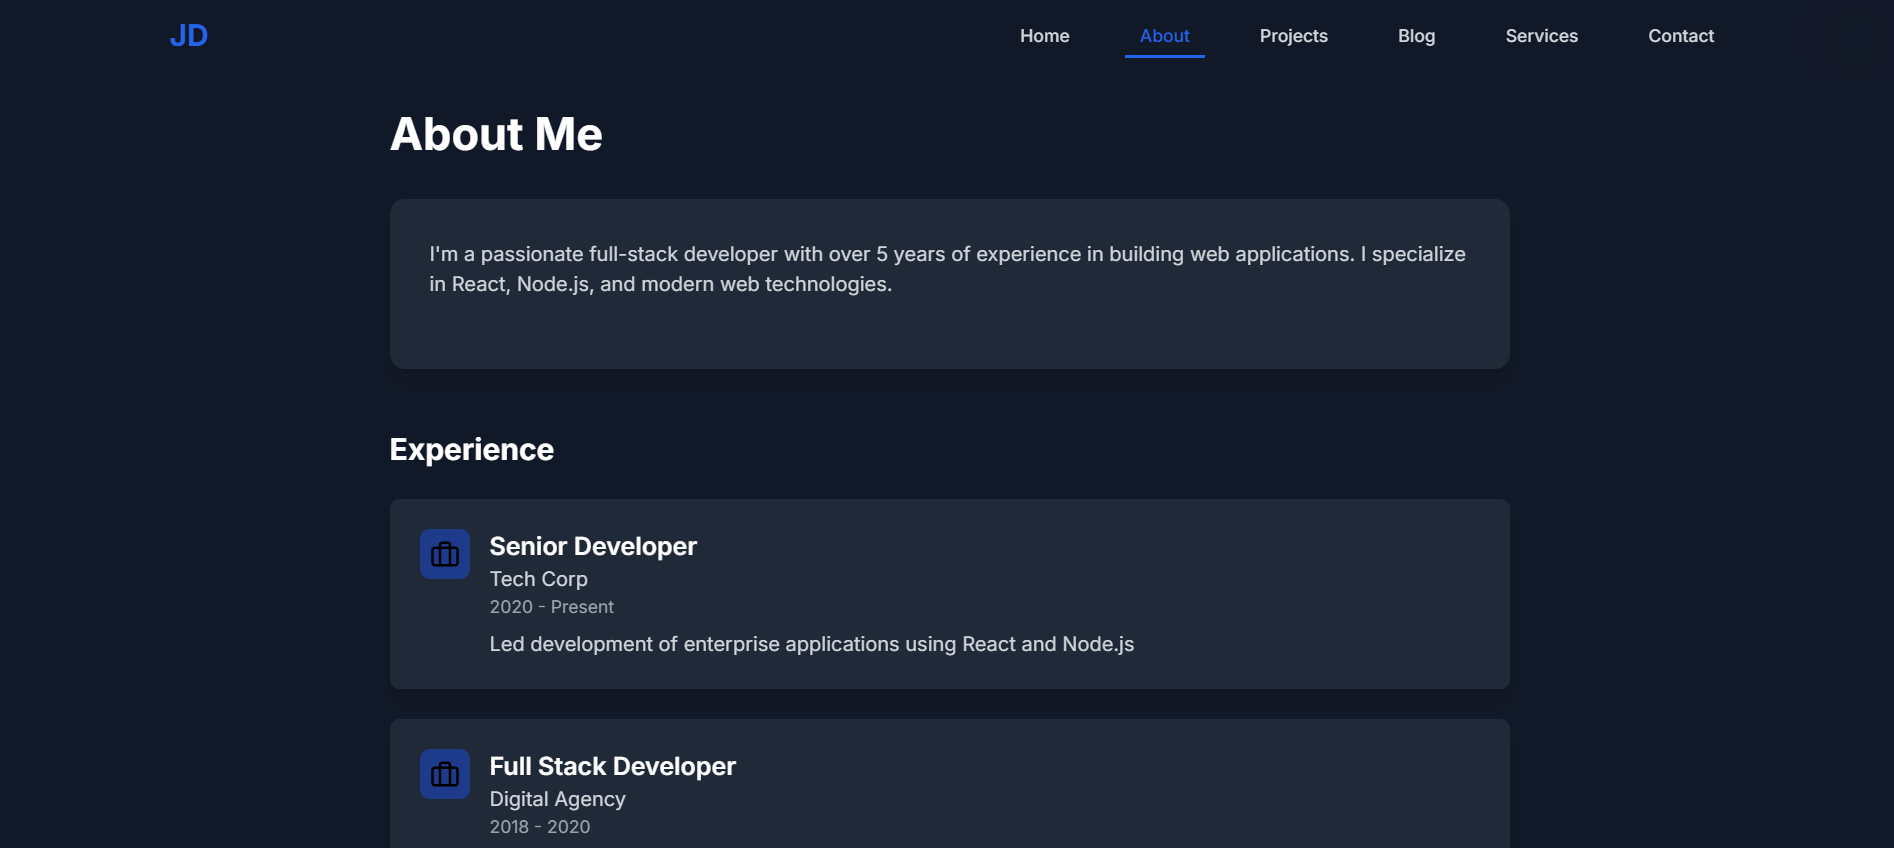 JD
Home About Projects Blog Services Contact
About Me
I'm a passionate full-stack developer with over 5 years of experience in building web applications. I specialize
in React, Node.js, and modern web technologies.
Experience
Senior Developer
Tech Corp
2020 - Present
Led development of enterprise applications using React and Node.js
Full Stack Developer
Digital Agency
2018 - 2020